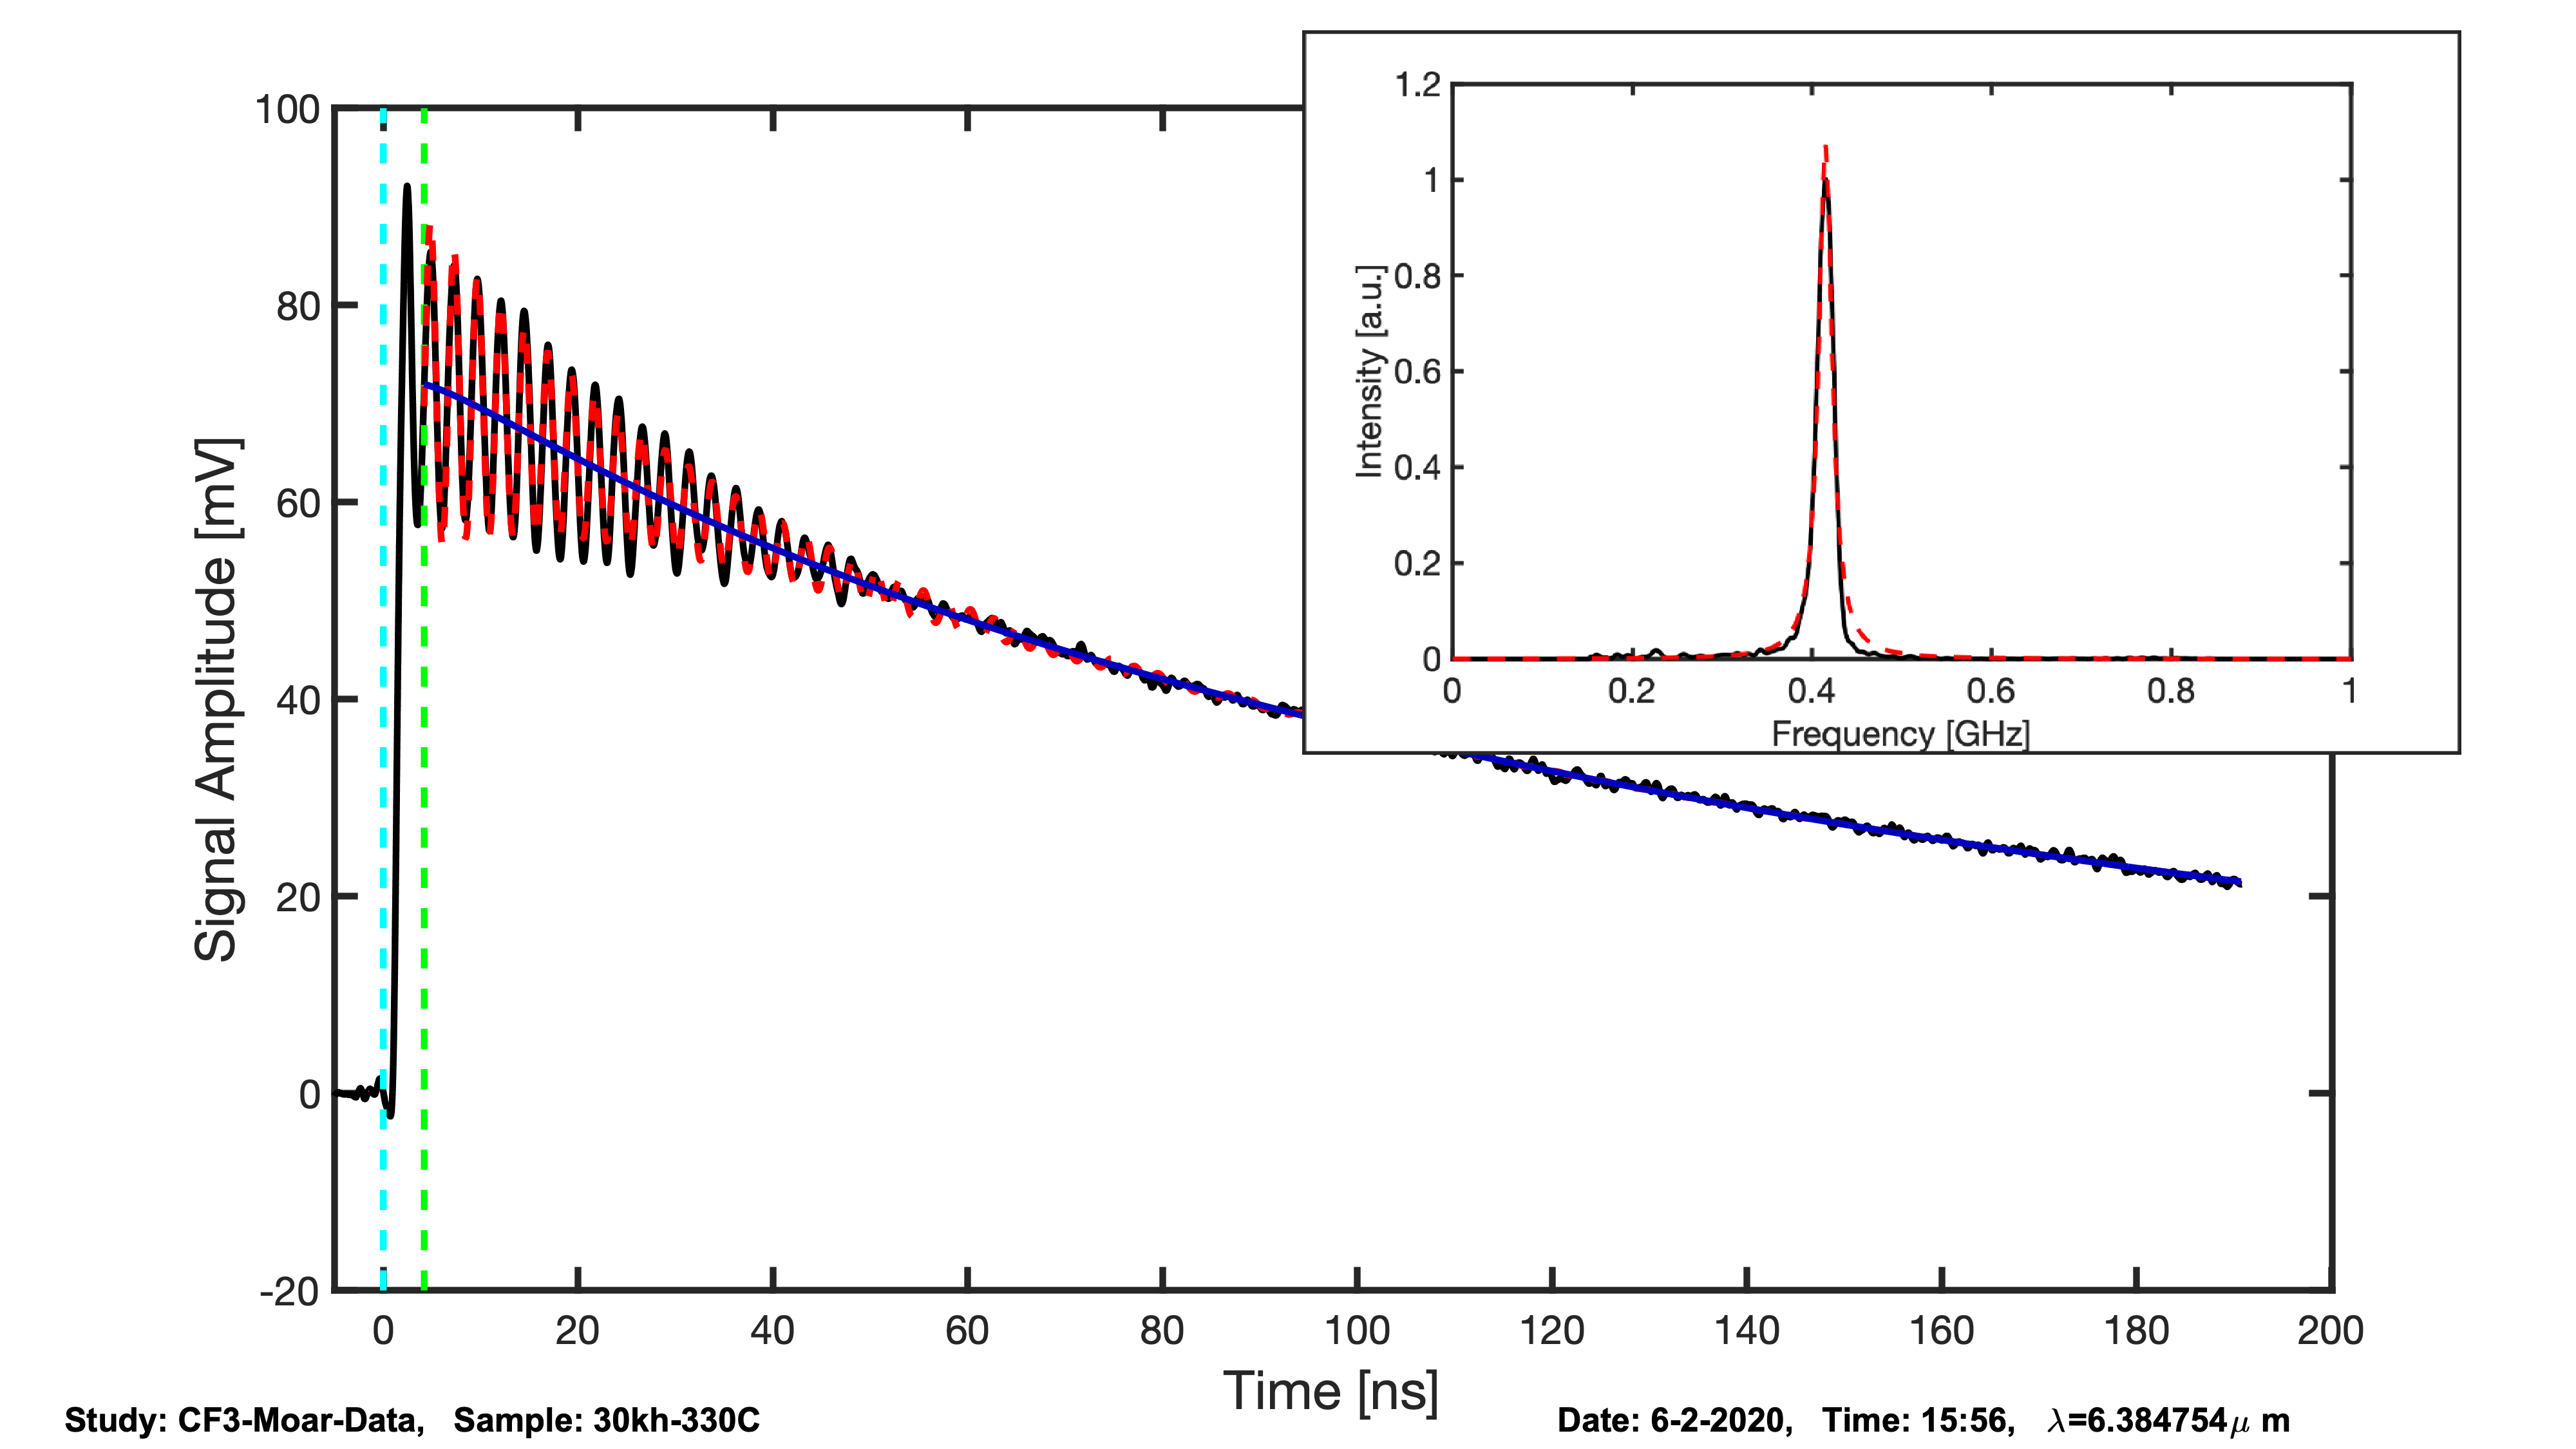 100
80
60
40
20
0
-20
Signal Amplitude [mV]
0 20 40 60 80 100 120 140 160 180 200
Time [ns]
1.2
1
0.8
0.6
0.4
0.2
0
Intensity [a.u.]
0 0.2 0.4 0.6 0.8 1
Frequency [GHz]
Study: CF3-Moar-Data, Sample: 30kh-330C
Date: 6-2-2020, Time: 15:56, λ=6.384754μ m